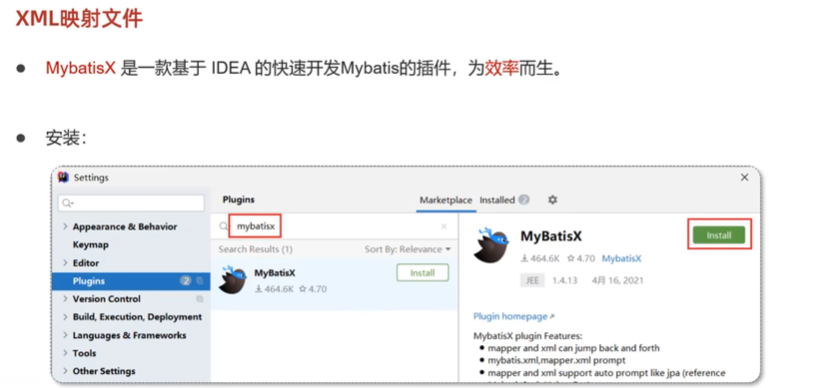 XML映射文件
● MybatisX 是一款基于 IDEA 的快速开发Mybatis的插件，为效率而生。
● 安装：
Settings
Plugins
Marketplace Installed 2
Appearance & Behavior
Keymap
Editor
Plugins 2
Version Control
Build, Execution, Deployment
Languages & Frameworks
Tools
Other Settings
mybatisx
Search Results (1) Sort By: Relevance
MyBatisX
464.6K 4.70
Install
MyBatisX
464.6K 4.70 MybatisX
Install
JEE 1.4.13 4月 16, 2021
Plugin homepage
MybatisX plugin Features:
● mapper and xml can jump back and forth
● mybatis.xml,mapper.xml prompt
● mapper and xml support auto prompt like jpa (reference